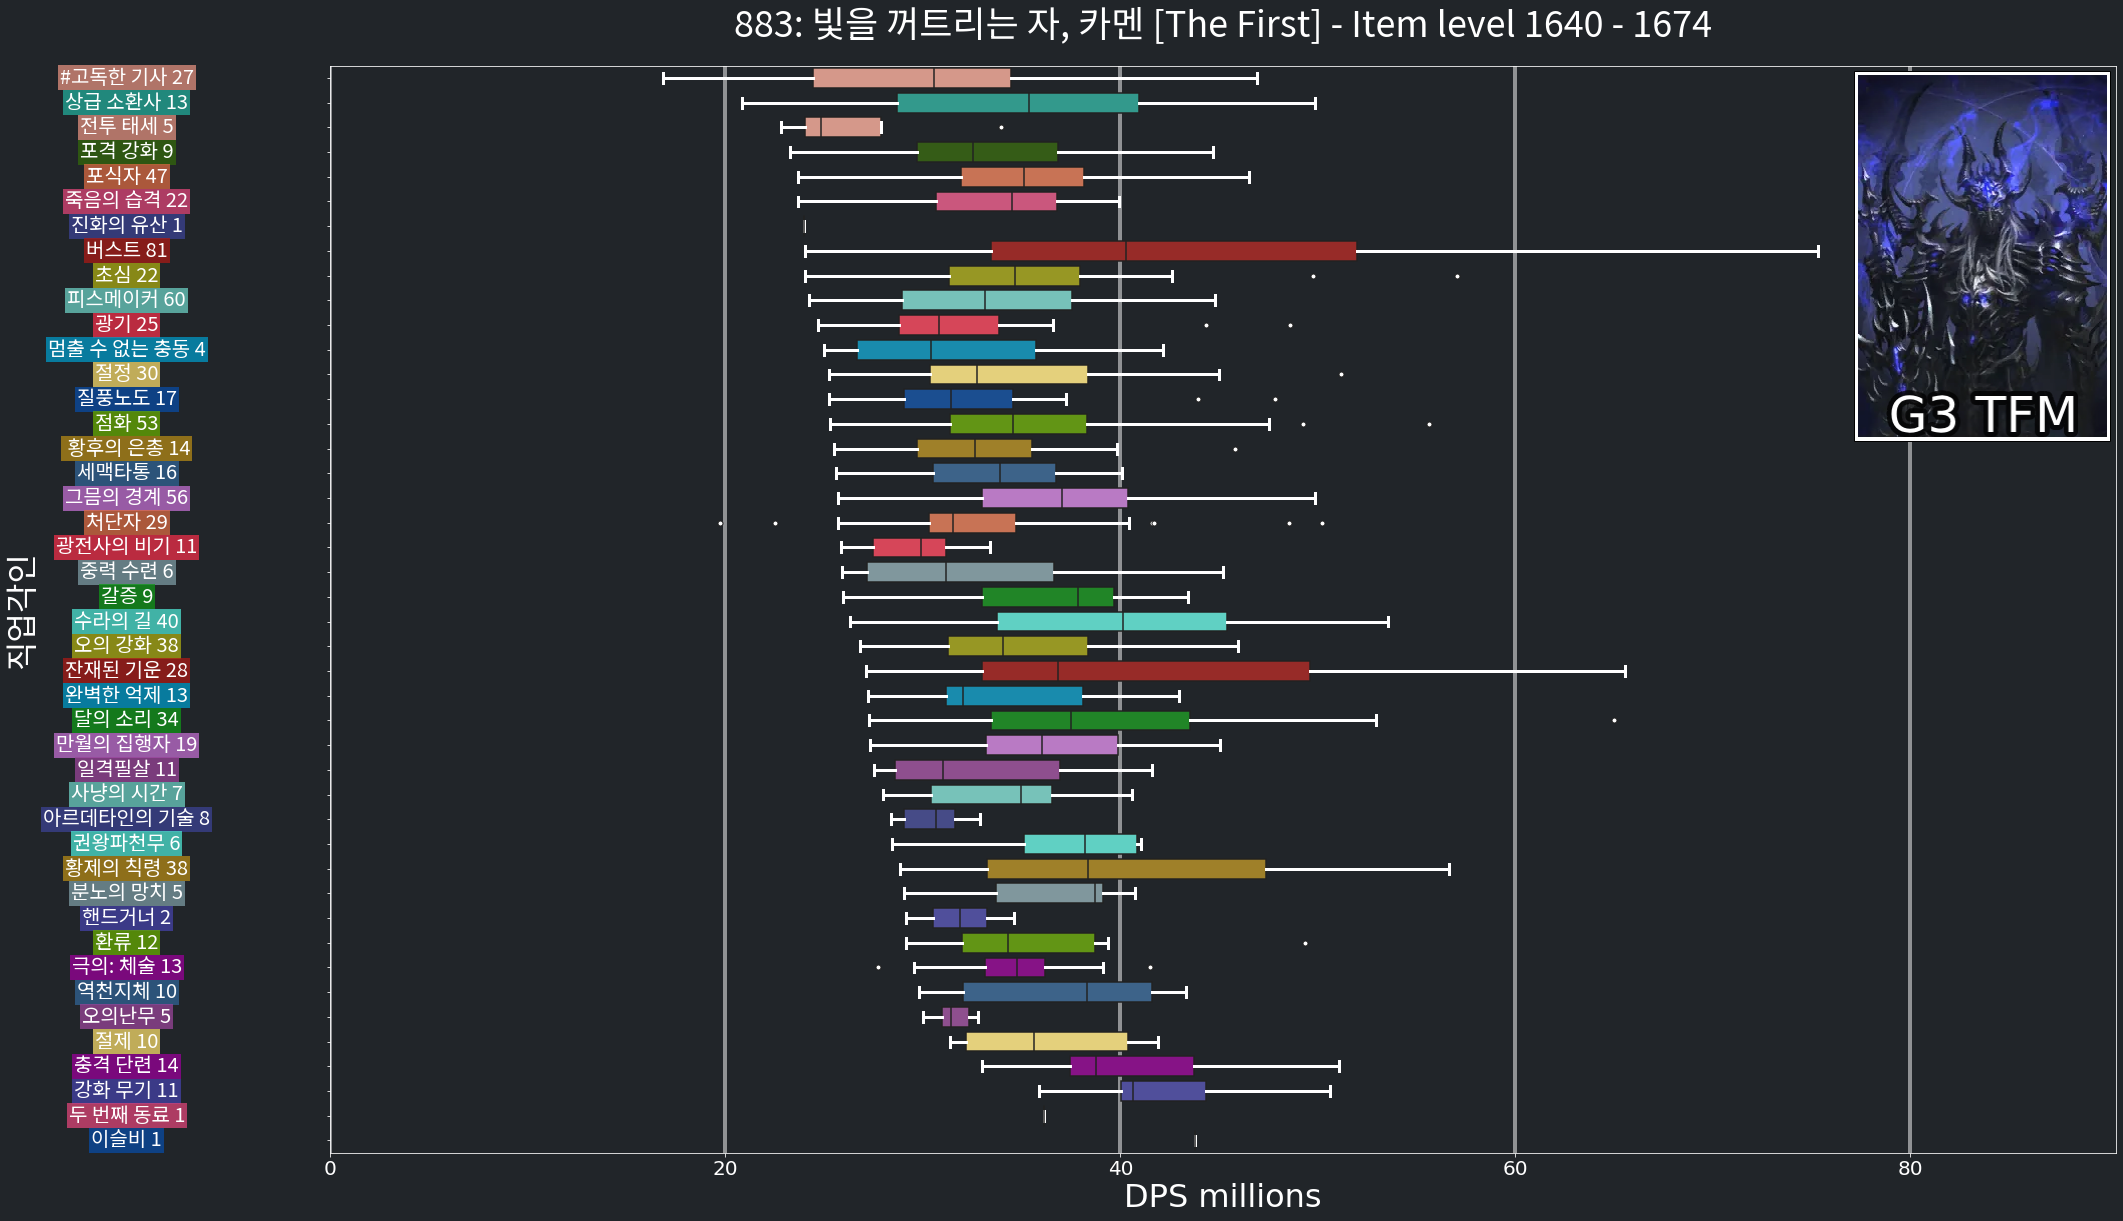 883: 빛을 꺼트리는 자, 카멘 [The First] - Item level 1640 - 1674
#고독한 기사 27
상급 소환사 13
전투 태세 5
포격 강화 9
포식자 47
죽음의 습격 22
진화의 유산 1
버스트 81
초심 22
피스메이커 60
광기 25
멈출 수 없는 충동 4
절정 30
질풍노도 17
점화 53
황후의 은총 14
세맥타통 16
그믐의 경계 56
처단자 29
광전사의 비기 11
중력 수련 6
갈증 9
수라의 길 40
오의 강화 38
잔재된 기운 28
완벽한 억제 13
달의 소리 34
만월의 집행자 19
일격필살 11
사냥의 시간 7
아르데타인의 기술 8
권왕파천무 6
황제의 칙령 38
분노의 망치 5
핸드거너 2
환류 12
극의: 체술 13
역천지체 10
오의난무 5
절제 10
충격 단련 14
강화 무기 11
두 번째 동료 1
이슬비 1
직업각인
G3 TFM
0 20 40 60 80
DPS millions